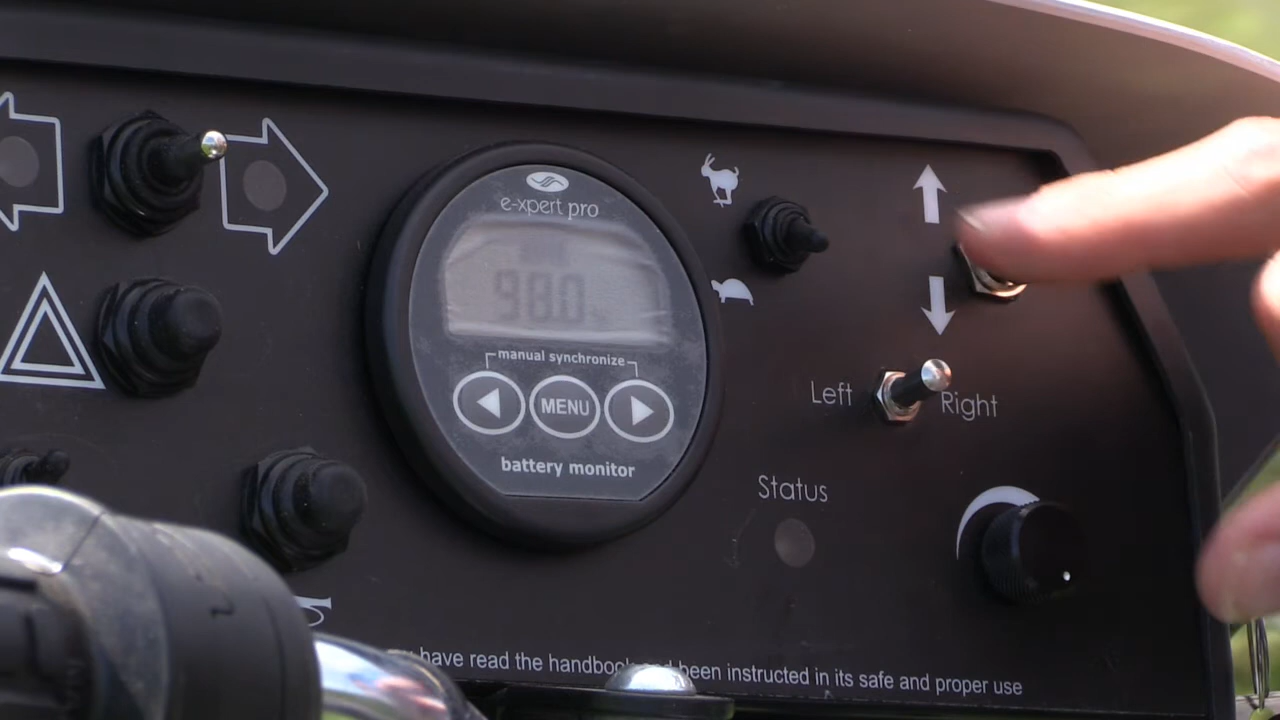 e-xpert pro
98.0
manual synchronize
MENU
battery monitor
Left Right
Status
have read the handbook and been instructed in its safe and proper use